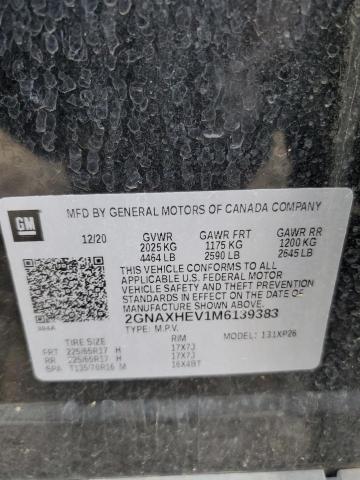 GM
MFD BY GENERAL MOTORS OF CANADA COMPANY
12/20 GVWR GAWR FRT GAWR RR
2025 KG 1175 KG 1200 KG
4464 LB 2590 LB 2645 LB
THIS VEHICLE CONFORMS TO ALL
APPLICABLE U.S. FEDERAL MOTOR
VEHICLE SAFETY AND THEFT
PREVENTION STANDARDS IN
EFFECT ON THE DATE OF
MANUFACTURE SHOWN ABOVE.
2GNAXHEV1M6139383
TYPE: M.P.V. MODEL: 131XP26
TIRE SIZE RIM
FRT 225/65R17 H 17X7J
RR 225/65R17 H 17X7J
SPA T135/70R16 M 16X4BT